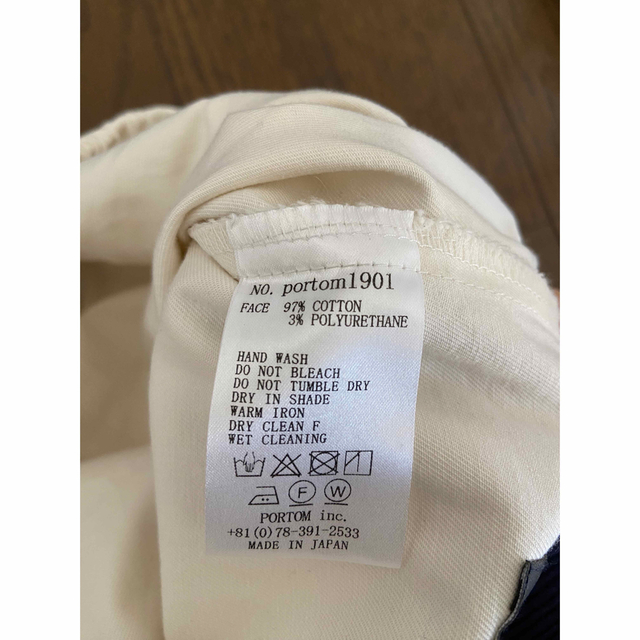 NO. portom1901
FACE 97% COTTON
3% POLYURETHANE
HAND WASH
DO NOT BLEACH
DO NOT TUMBLE DRY
DRY IN SHADE
WARM IRON
DRY CLEAN F
WET CLEANING
F W
PORTOM inc.
+81(0)78-391-2533
MADE IN JAPAN